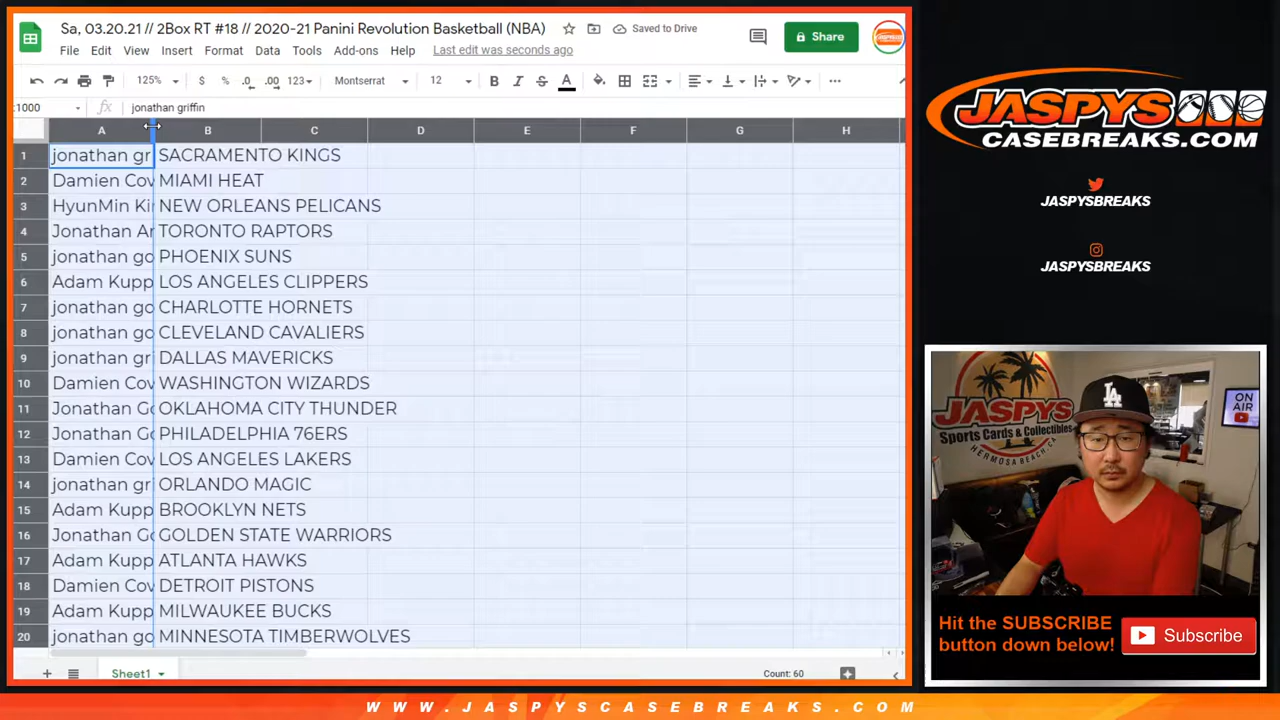 Sa, 03.20.21 // 2Box RT #18 // 2020-21 Panini Revolution Basketball (NBA)
Saved to Drive
Share
File Edit View Insert Format Data Tools Add-ons Help Last edit was seconds ago
125% $ % .0 .00 123 Montserrat 12 B I S A
:1000 fx jonathan griffin
A B C D E F G H
1 jonathan gr SACRAMENTO KINGS
2 Damien Cov MIAMI HEAT
3 HyunMin Ki NEW ORLEANS PELICANS
4 Jonathan Ar TORONTO RAPTORS
5 jonathan go PHOENIX SUNS
6 Adam Kupp LOS ANGELES CLIPPERS
7 jonathan go CHARLOTTE HORNETS
8 jonathan go CLEVELAND CAVALIERS
9 jonathan gr DALLAS MAVERICKS
10 Damien Cov WASHINGTON WIZARDS
11 Jonathan Go OKLAHOMA CITY THUNDER
12 Jonathan Go PHILADELPHIA 76ERS
13 Damien Cov LOS ANGELES LAKERS
14 jonathan gr ORLANDO MAGIC
15 Adam Kupp BROOKLYN NETS
16 Jonathan Go GOLDEN STATE WARRIORS
17 Adam Kupp ATLANTA HAWKS
18 Damien Cov DETROIT PISTONS
19 Adam Kupp MILWAUKEE BUCKS
20 jonathan go MINNESOTA TIMBERWOLVES
Sheet1
Count: 60
JASPYS
CASEBREAKS.COM
JASPYSBREAKS
JASPYSBREAKS
JASPYS
Sports Cards & Collectibles
HERMOSA BEACH, CA
LA
ON
AIR
Hit the SUBSCRIBE
button down below!
Subscribe
WWW.JASPYSCASEBREAKS.COM